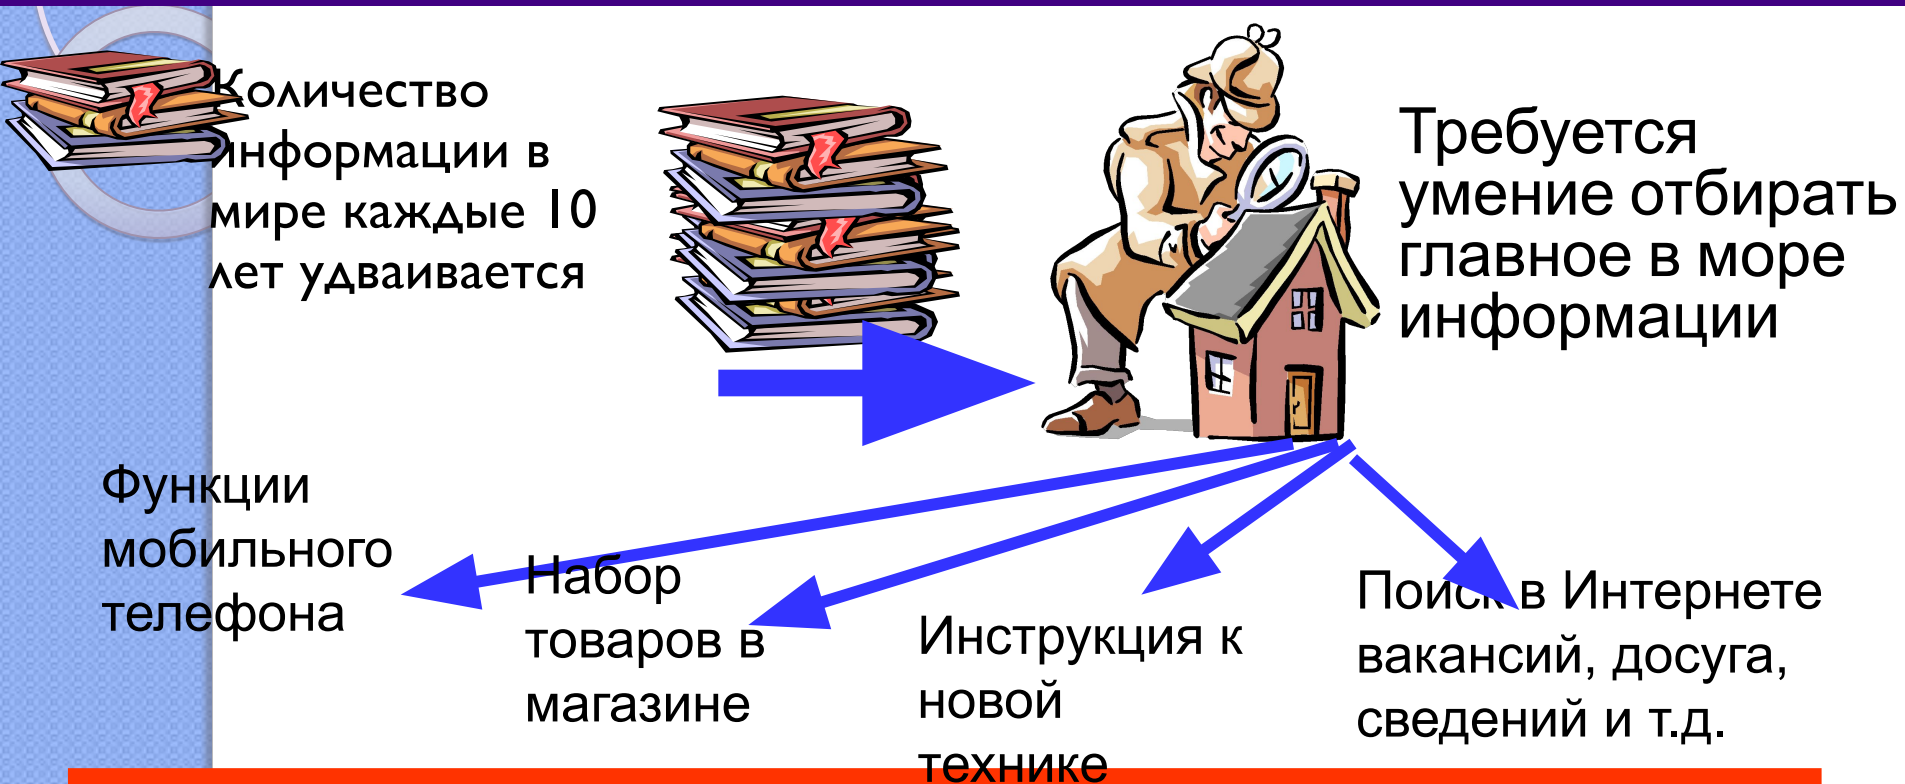 Количество
информации в
мире каждые 10
лет удваивается
Требуется
умение отбирать
главное в море
информации
Функции
мобильного
телефона
Набор
товаров в
магазине
Инструкция к
новой
технике
Поиск в Интернете
вакансий, досуга,
сведений и т.д.